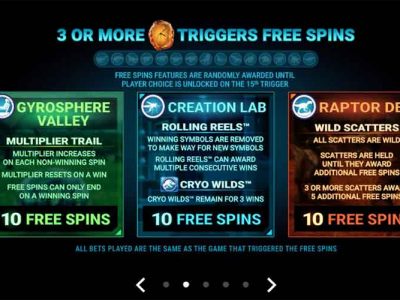 3 OR MORE TRIGGERS FREE SPINS
FREE SPINS FEATURES ARE RANDOMLY AWARDED UNTIL
PLAYER CHOICE IS UNLOCKED ON THE 15TH TRIGGER
GYROSPHERE
VALLEY
MULTIPLIER TRAIL
MULTIPLIER INCREASES
ON EACH NON-WINNING SPIN
MULTIPLIER RESETS ON A WIN
FREE SPINS CAN ONLY END
ON A WINNING SPIN
10 FREE SPINS
CREATION LAB
ROLLING REELS™
WINNING SYMBOLS ARE REMOVED
TO MAKE WAY FOR NEW SYMBOLS
ROLLING REELS™ CAN AWARD
MULTIPLE CONSECUTIVE WINS
CRYO WILDS™
CRYO WILDS™ REMAIN FOR 3 WINS
10 FREE SPINS
RAPTOR DE
WILD SCATTERS
ALL SCATTERS ARE WILD
SCATTERS ARE HELD
UNTIL THEY AWARD
ADDITIONAL FREE SPINS
3 OR MORE SCATTERS AWA
5 ADDITIONAL FREE SPINS
10 FREE SPINS
ALL BETS PLAYED ARE THE SAME AS THE GAME THAT TRIGGERED THE FREE SPINS